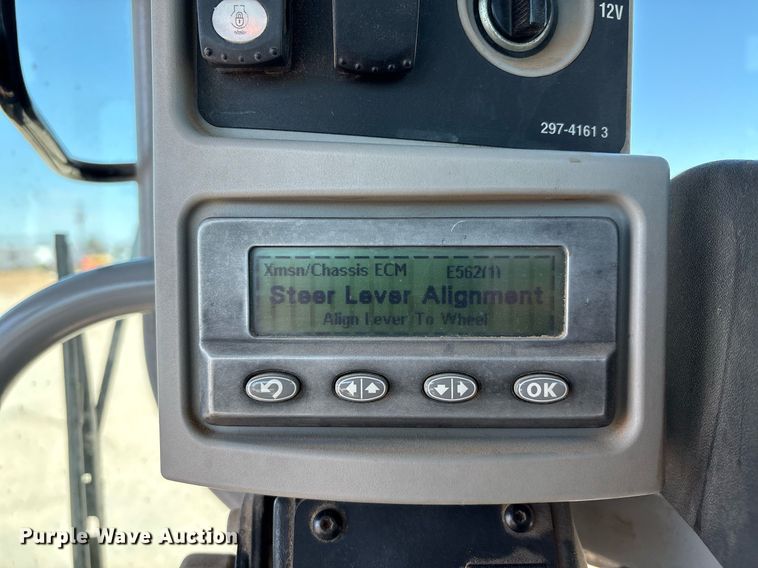 12V
297-4161 3
Xmsn/Chassis ECM E562(1)
Steer Lever Alignment
Align Lever To Wheel
OK
Purple Wave Auction